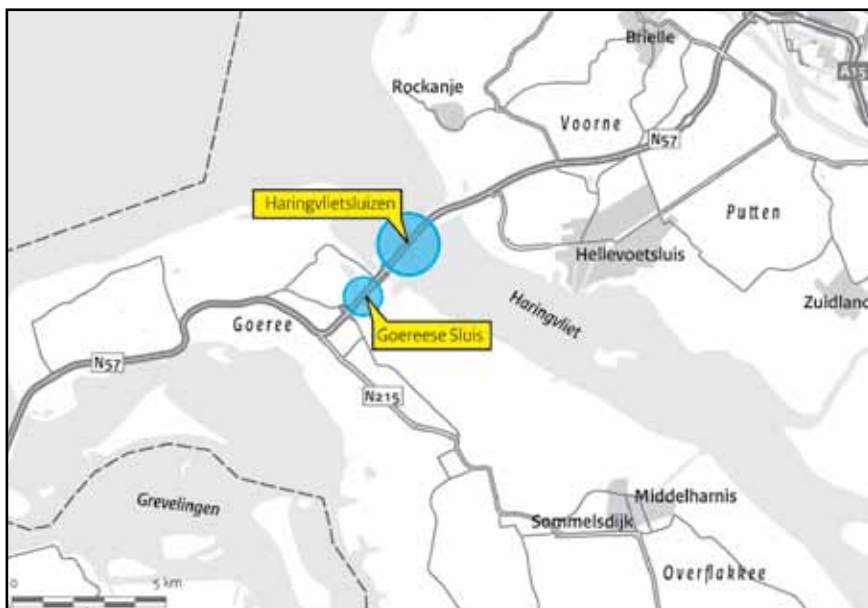 Brielle
A15
Rockanje
Voorne
N57
Haringvlietsluizen
Putten
Hellevoetsluis
Zuidland
Haringvliet
Goeree
Goereese Sluis
N57
N215
Grevelingen
Middelharnis
Sommelsdijk
Overflakkee
0 5 km